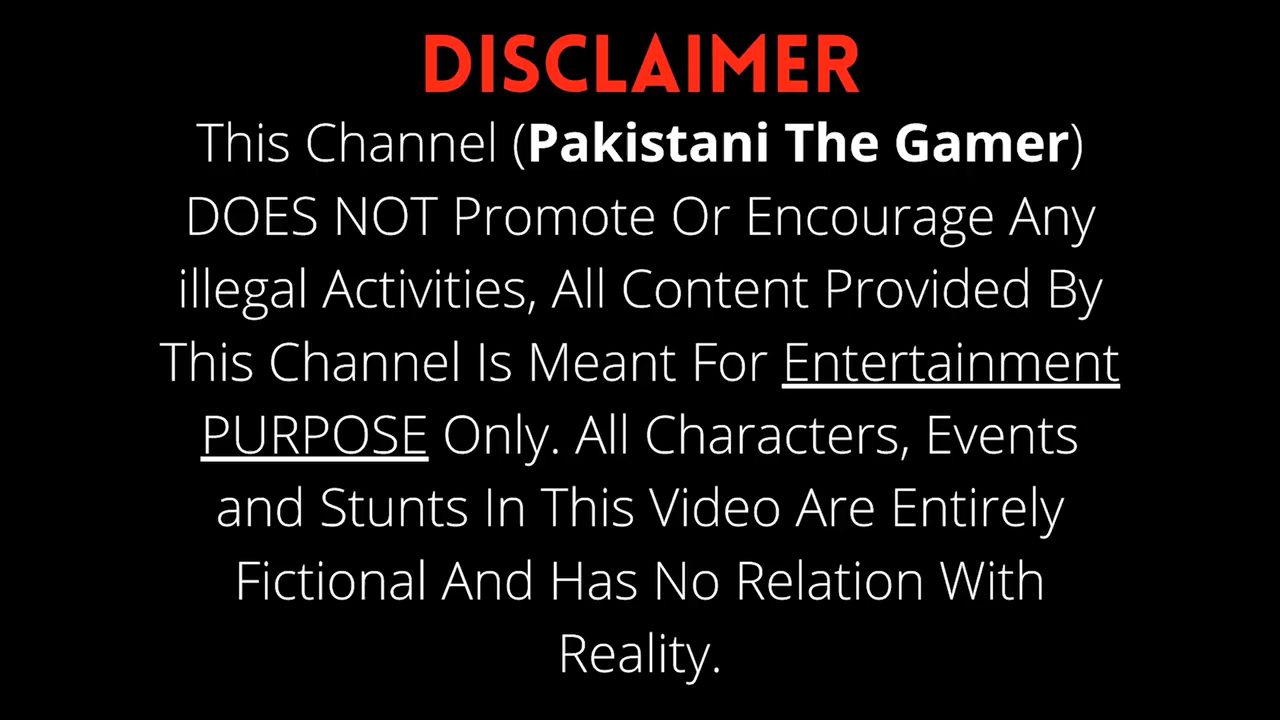 DISCLAIMER
This Channel (Pakistani The Gamer)
DOES NOT Promote Or Encourage Any
illegal Activities, All Content Provided By
This Channel Is Meant For Entertainment
PURPOSE Only. All Characters, Events
and Stunts In This Video Are Entirely
Fictional And Has No Relation With
Reality.